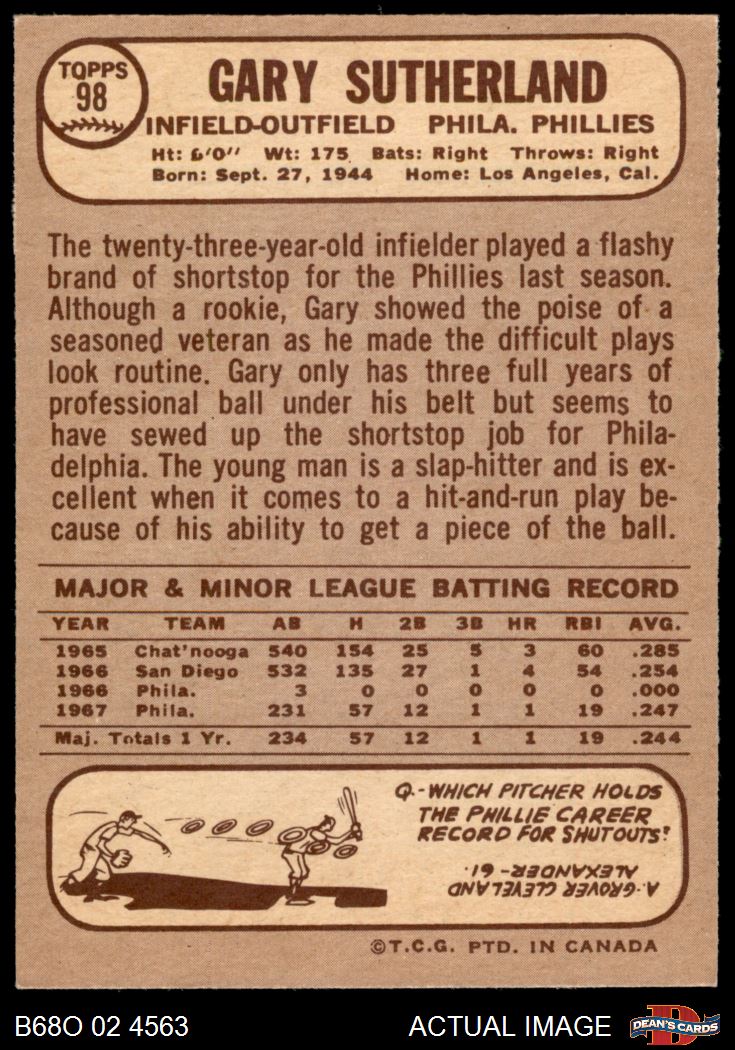 TOPPS
98
GARY SUTHERLAND
INFIELD-OUTFIELD PHILA. PHILLIES
Ht: 6'0" Wt: 175 Bats: Right Throws: Right
Born: Sept. 27, 1944 Home: Los Angeles, Cal.
The twenty-three-year-old infielder played a flashy
brand of shortstop for the Phillies last season.
Although a rookie, Gary showed the poise of a
seasoned veteran as he made the difficult plays
look routine. Gary only has three full years of
professional ball under his belt but seems to
have sewed up the shortstop job for Phila-
delphia. The young man is a slap-hitter and is ex-
cellent when it comes to a hit-and-run play be-
cause of his ability to get a piece of the ball.
MAJOR & MINOR LEAGUE BATTING RECORD
YEAR TEAM AB H 2B 3B HR RBI AVG.
1965 Chat'nooga 540 154 25 5 3 60 .285
1966 San Diego 532 135 27 1 4 54 .254
1966 Phila. 3 0 0 0 0 0 .000
1967 Phila. 231 57 12 1 1 19 .247
Maj. Totals 1 Yr. 234 57 12 1 1 19 .244
Q.-WHICH PITCHER HOLDS
THE PHILLIE CAREER
RECORD FOR SHUTOUTS?
A. GROVER CLEVELAND
ALEXANDER - 61.
©T.C.G. PTD. IN CANADA
B68O 02 4563 ACTUAL IMAGE
D
DEAN'S CARDS